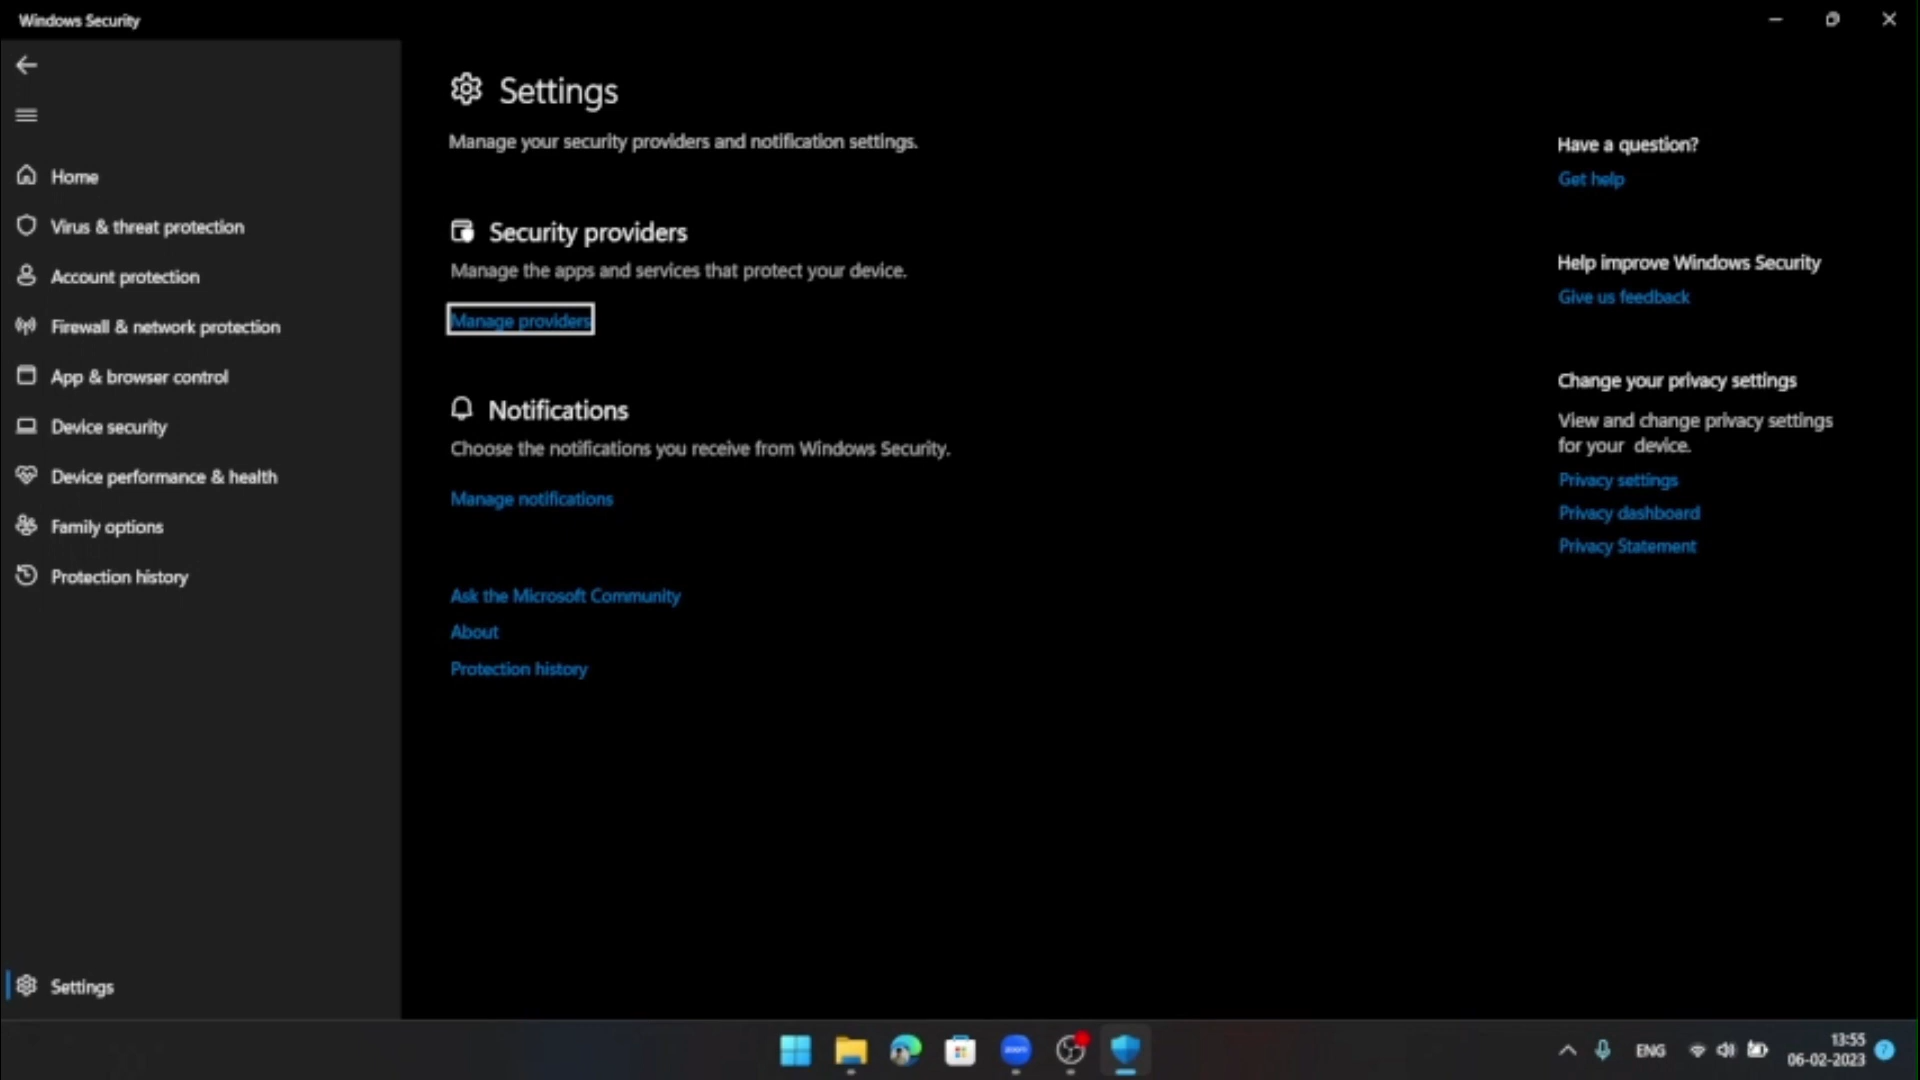 Windows Security
Home
Virus & threat protection
Account protection
Firewall & network protection
App & browser control
Device security
Device performance & health
Family options
Protection history
Settings
Settings
Manage your security providers and notification settings.
Security providers
Manage the apps and services that protect your device.
Manage providers
Notifications
Choose the notifications you receive from Windows Security.
Manage notifications
Ask the Microsoft Community
About
Protection history
Have a question?
Get help
Help improve Windows Security
Give us feedback
Change your privacy settings
View and change privacy settings
for your device.
Privacy settings
Privacy dashboard
Privacy Statement
zoom
ENG
13:55
06-02-2023
?